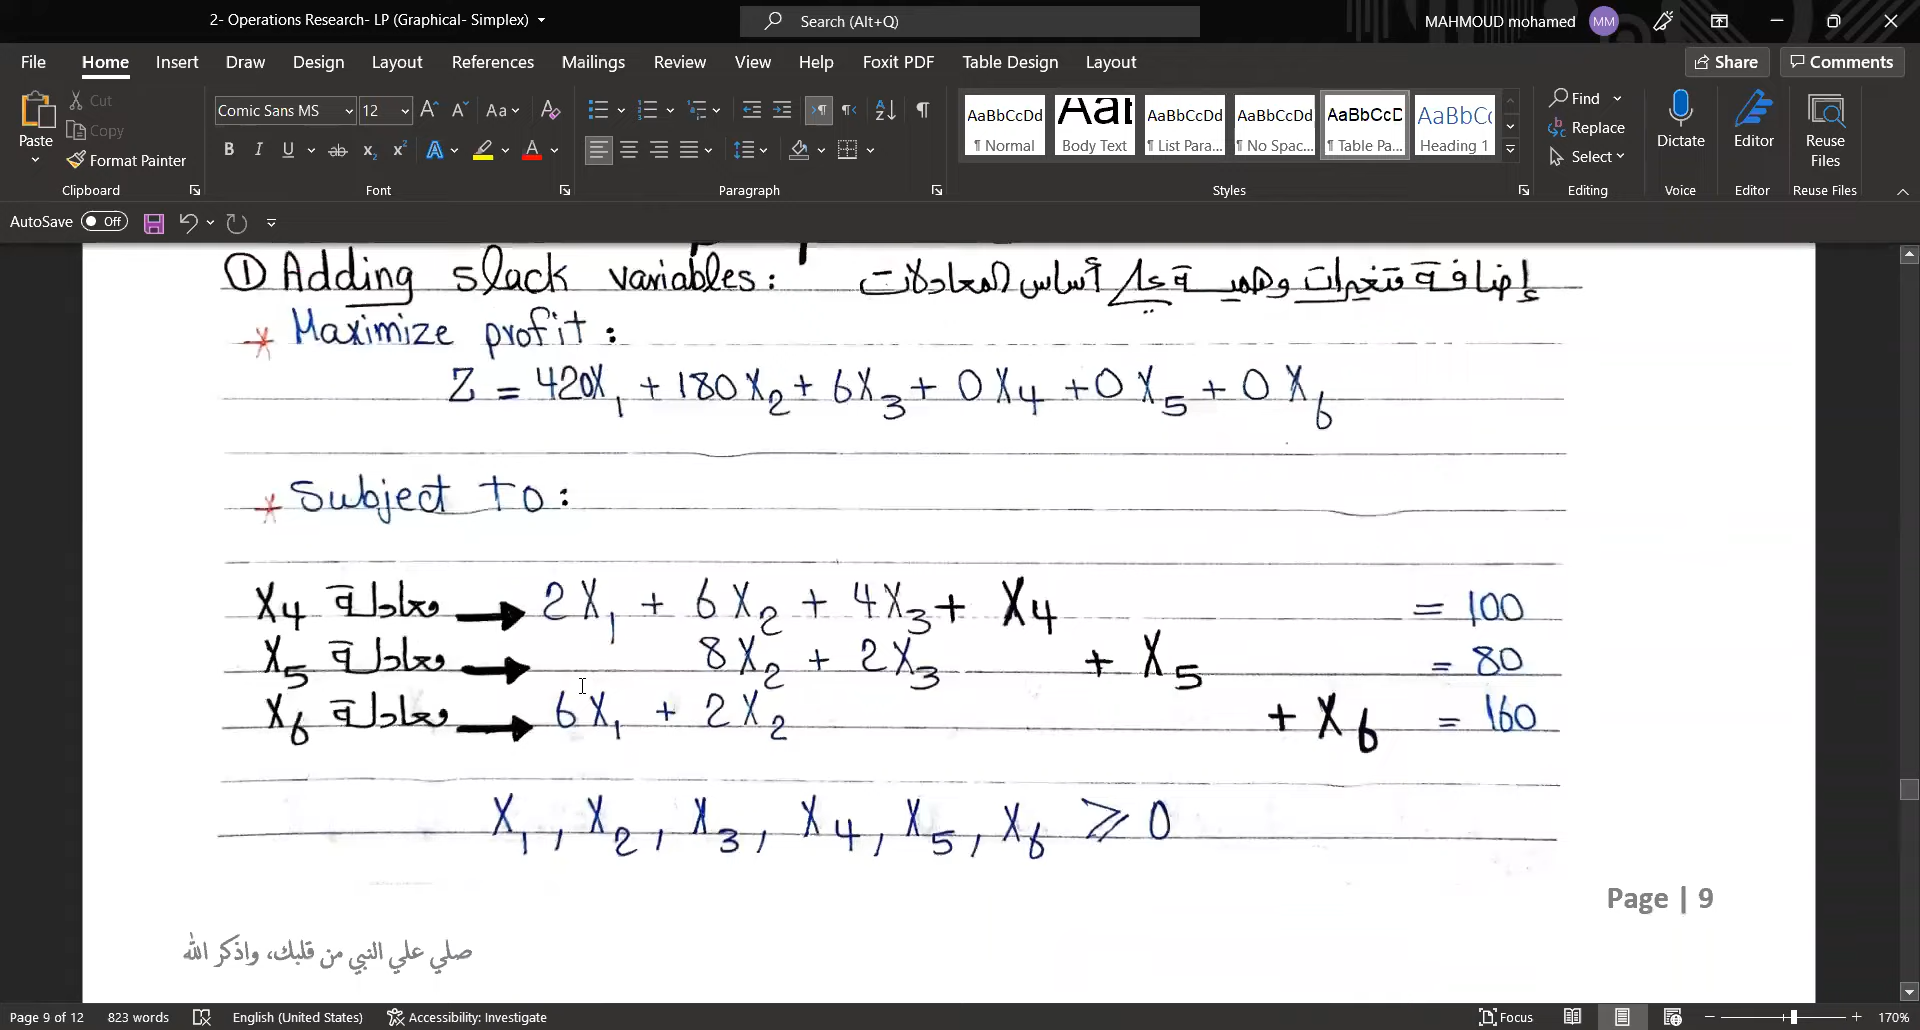 2- Operations Research- LP (Graphical- Simplex)
Search (Alt+Q)
MAHMOUD mohamed
MM
File Home Insert Draw Design Layout References Mailings Review View Help Foxit PDF Table Design Layout
Share Comments
Paste
Cut
Copy
Format Painter
Clipboard
Comic Sans MS 12
Font
Paragraph
AaBbCcDd ¶ Normal
AaI Body Text
AaBbCcDd ¶ List Para...
AaBbCcDd ¶ No Spac...
AaBbCcD ¶ Table Pa...
AaBbCc Heading 1
Styles
Find
Replace
Select
Editing
Dictate
Voice
Editor
Editor
Reuse Files
Reuse Files
AutoSave Off
① Adding slack variables: إضافة متغيرات وهمية على أساس المعادلات
* Maximize profit:
Z = 420X₁ + 180X₂ + 6X₃ + 0X₄ + 0X₅ + 0X₆
* Subject To:
X₄ معادلة → 2X₁ + 6X₂ + 4X₃ + X₄ = 100
X₅ معادلة → 8X₂ + 2X₃ + X₅ = 80
X₆ معادلة → 6X₁ + 2X₂ + X₆ = 160
X₁, X₂, X₃, X₄, X₅, X₆ ⩾ 0
Page | 9
صلي علي النبي من قلبك، واذكر الله
Page 9 of 12 823 words English (United States) Accessibility: Investigate Focus 170%